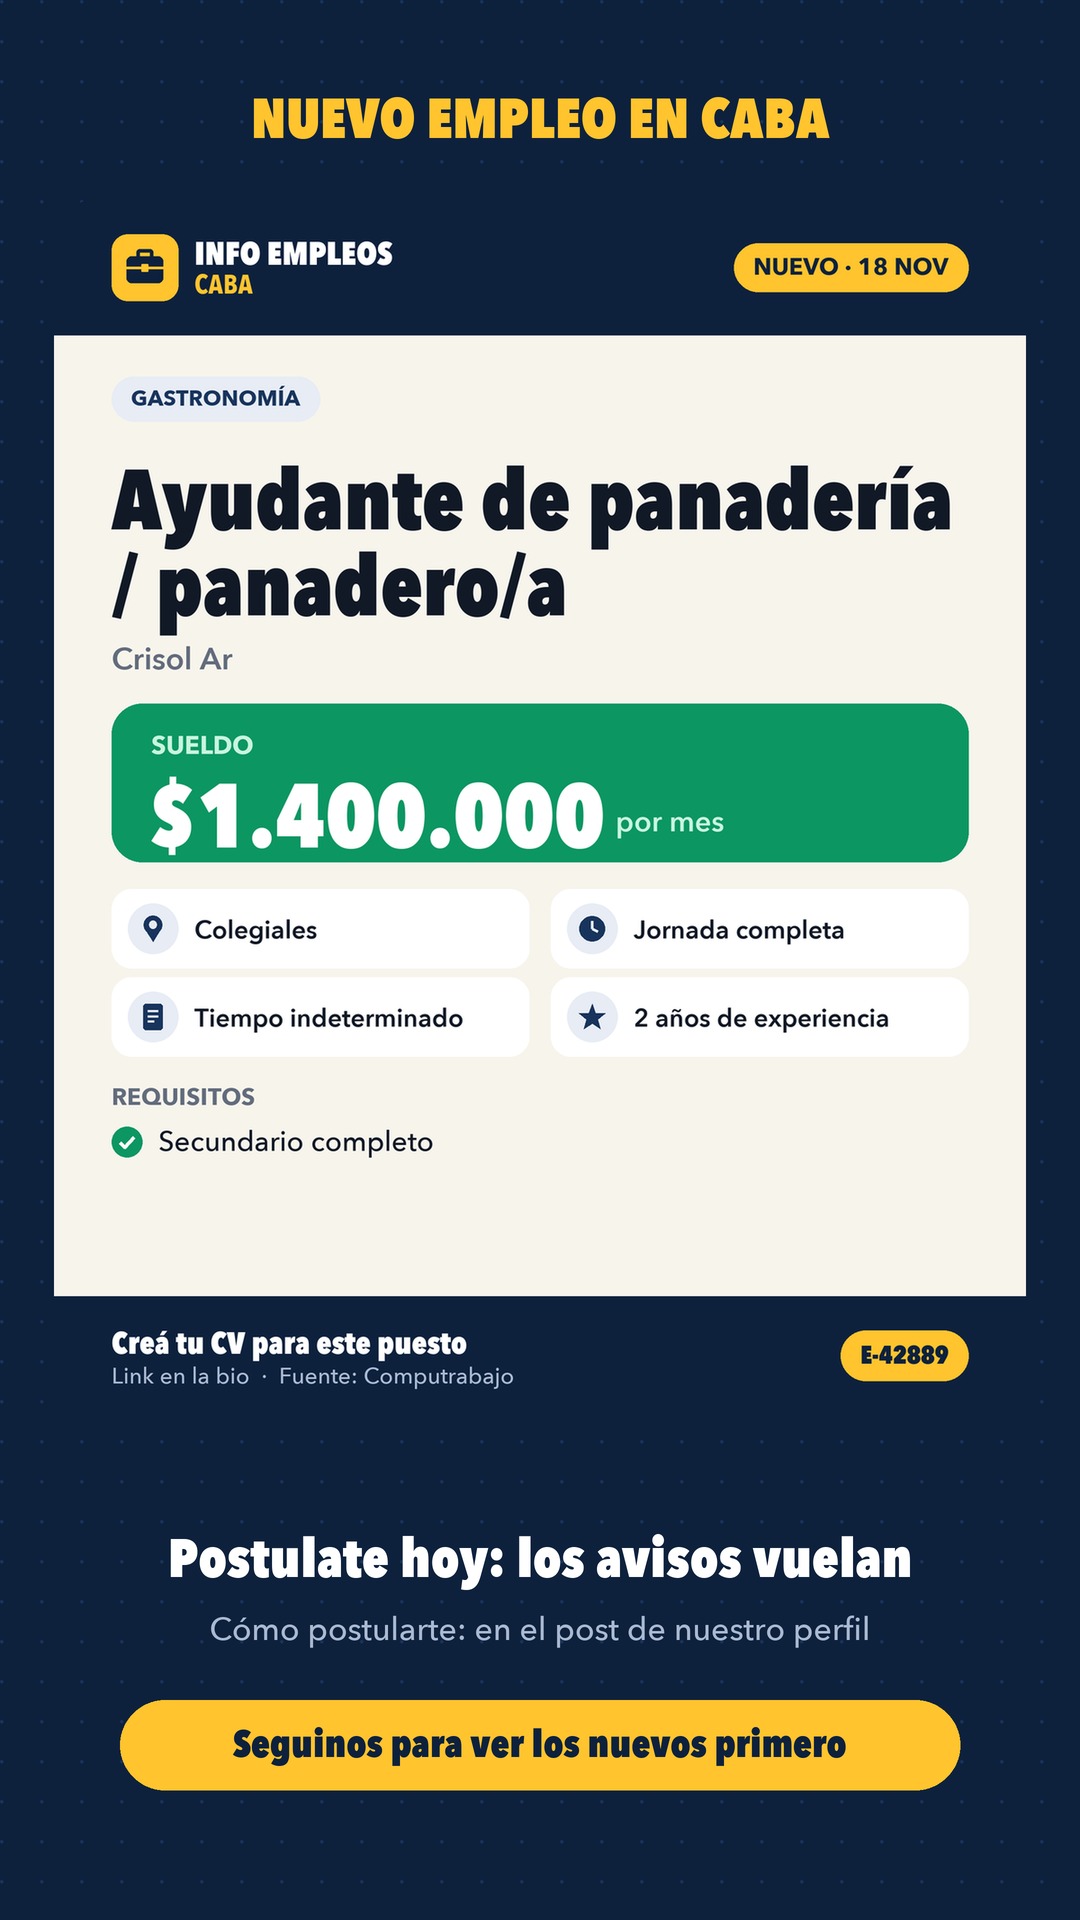 NUEVO EMPLEO EN CABA
INFO EMPLEOS
CABA
NUEVO · 18 NOV
GASTRONOMÍA
Ayudante de panadería
/ panadero/a
Crisol Ar
SUELDO
$1.400.000 por mes
Colegiales
Jornada completa
Tiempo indeterminado
2 años de experiencia
REQUISITOS
Secundario completo
Creá tu CV para este puesto
Link en la bio · Fuente: Computrabajo
E-42889
Postulate hoy: los avisos vuelan
Cómo postularte: en el post de nuestro perfil
Seguinos para ver los nuevos primero